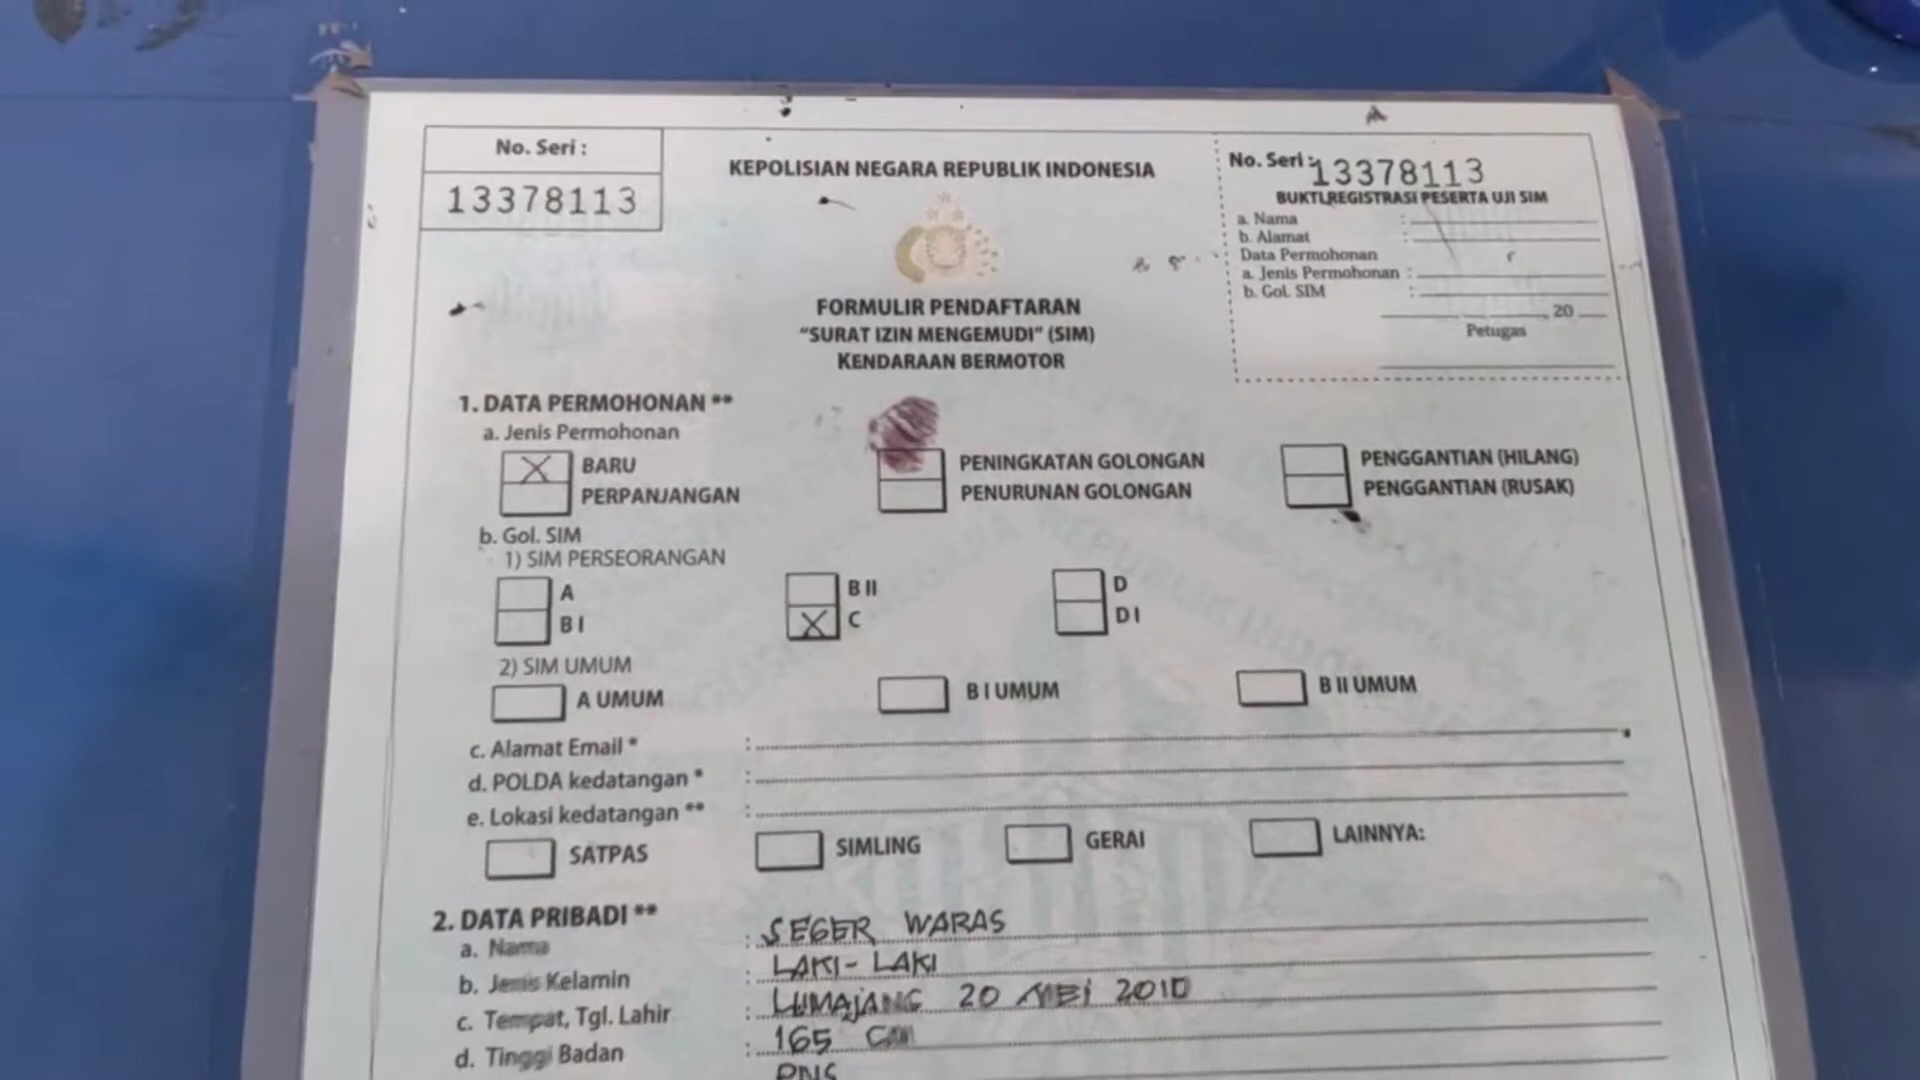 No. Seri :
13378113
KEPOLISIAN NEGARA REPUBLIK INDONESIA
No. Seri : 13378113
BUKTI REGISTRASI PESERTA UJI SIM
a. Nama :
b. Alamat :
Data Permohonan
a. Jenis Permohonan :
b. Gol. SIM :
20
Petugas
FORMULIR PENDAFTARAN
"SURAT IZIN MENGEMUDI" (SIM)
KENDARAAN BERMOTOR
1. DATA PERMOHONAN **
a. Jenis Permohonan
X BARU PENINGKATAN GOLONGAN PENGGANTIAN (HILANG)
PERPANJANGAN PENURUNAN GOLONGAN PENGGANTIAN (RUSAK)
b. Gol. SIM
1) SIM PERSEORANGAN
A B II D
B I X C D I
2) SIM UMUM
A UMUM B I UMUM B II UMUM
c. Alamat Email * :
d. POLDA kedatangan * :
e. Lokasi kedatangan ** :
SATPAS SIMLING GERAI LAINNYA:
2. DATA PRIBADI **
a. Nama : SEGER WARAS
b. Jenis Kelamin : LAKI - LAKI
c. Tempat, Tgl. Lahir : LUMAJANG 20 MEI 2010
d. Tinggi Badan : 165 CM
PNS